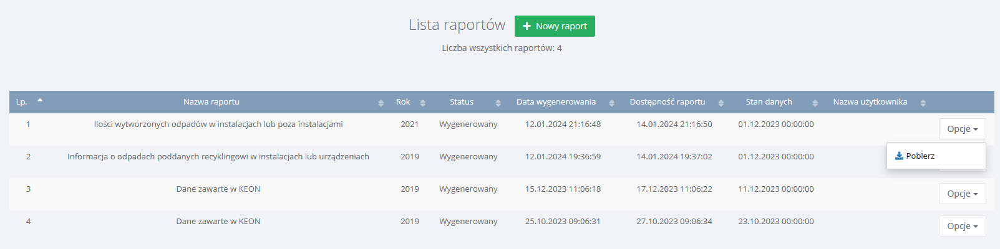 Lista raportów Nowy raport
Liczba wszystkich raportów: 4
Lp. Nazwa raportu Rok Status Data wygenerowania Dostępność raportu Stan danych Nazwa użytkownika
1 Ilości wytworzonych odpadów w instalacjach lub poza instalacjami 2021 Wygenerowany 12.01.2024 21:16:48 14.01.2024 21:16:50 01.12.2023 00:00:00 Opcje
2 Informacja o odpadach poddanych recyklingowi w instalacjach lub urządzeniach 2019 Wygenerowany 12.01.2024 19:36:59 14.01.2024 19:37:02 01.12.2023 00:00:00 Pobierz
3 Dane zawarte w KEON 2019 Wygenerowany 15.12.2023 11:06:18 17.12.2023 11:06:22 11.12.2023 00:00:00 Opcje
4 Dane zawarte w KEON 2019 Wygenerowany 25.10.2023 09:06:31 27.10.2023 09:06:34 23.10.2023 00:00:00 Opcje